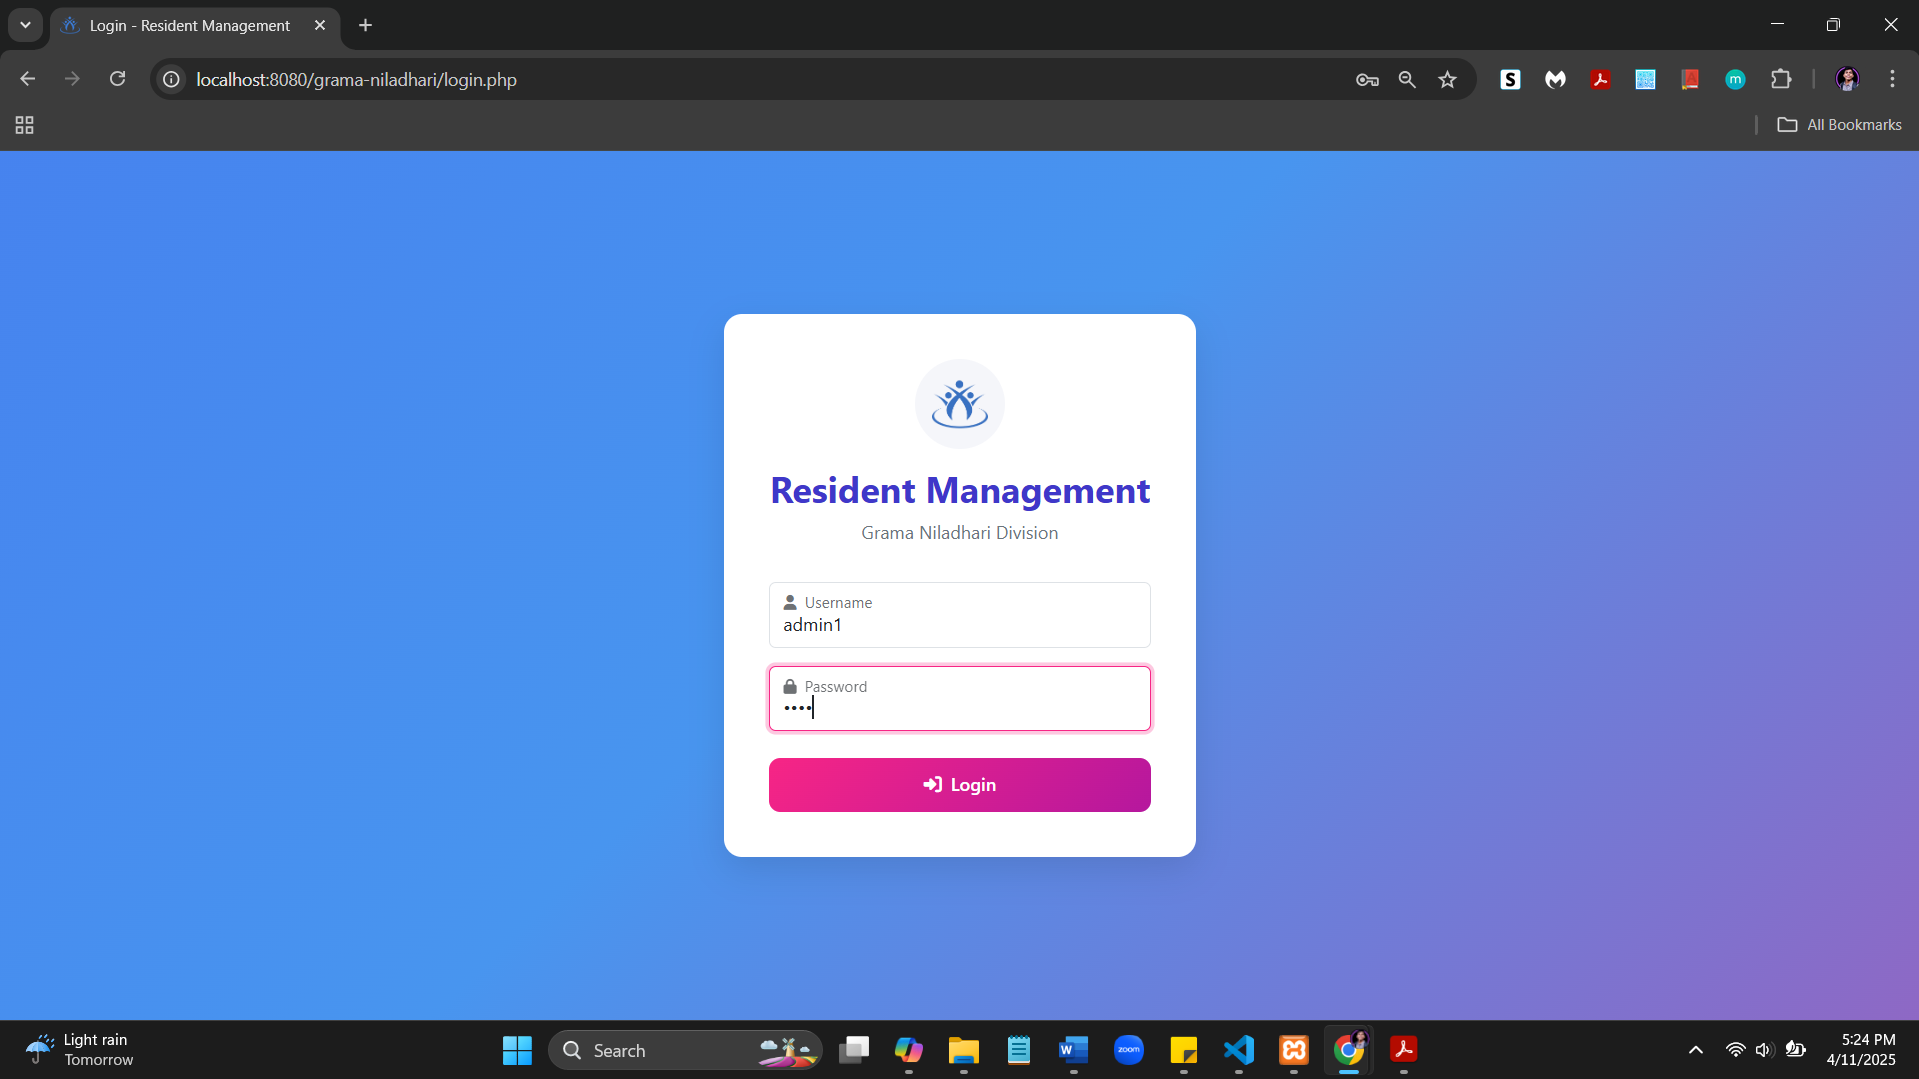 Login - Resident Management
localhost:8080/grama-niladhari/login.php
S
m
All Bookmarks
Resident Management
Grama Niladhari Division
Username
admin1
Password
••••
Login
Light rain
Tomorrow
Search
W
zoom
5:24 PM
4/11/2025